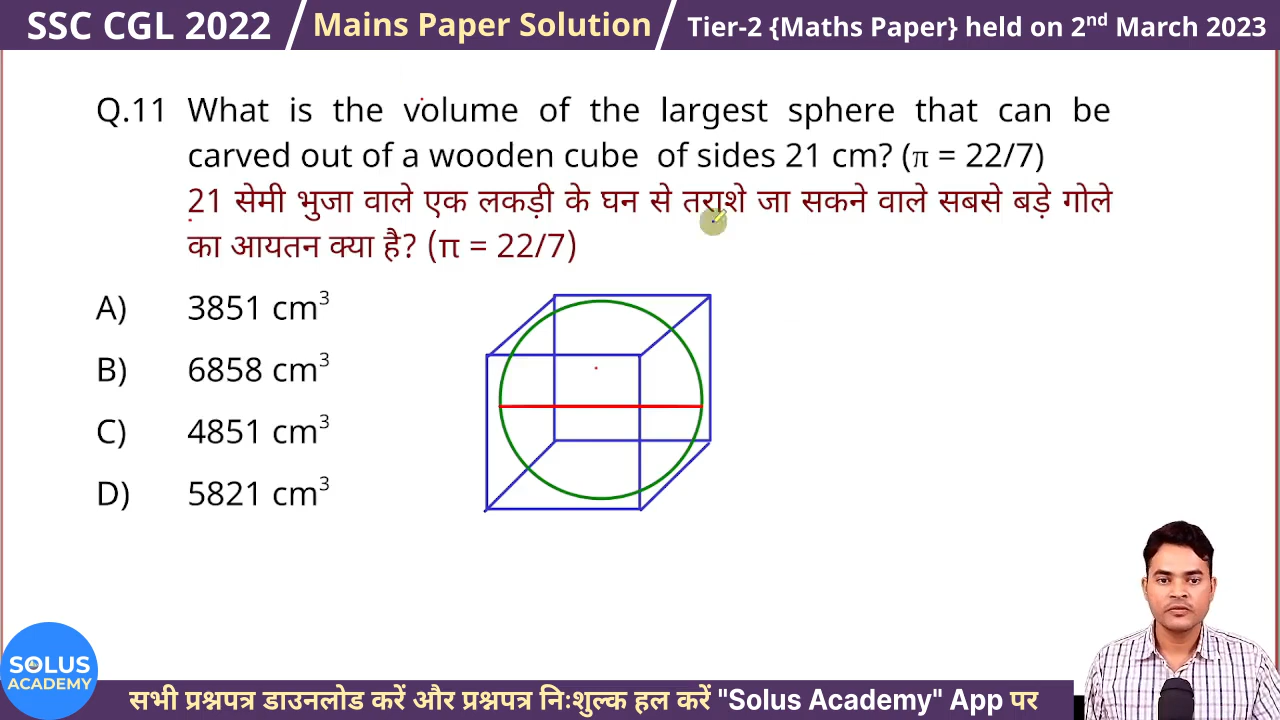 SSC CGL 2022 / Mains Paper Solution / Tier-2 {Maths Paper} held on 2nd March 2023
Q.11 What is the volume of the largest sphere that can be
carved out of a wooden cube of sides 21 cm? (π = 22/7)
21 सेमी भुजा वाले एक लकड़ी के घन से तराशे जा सकने वाले सबसे बड़े गोले
का आयतन क्या है? (π = 22/7)
A) 3851 cm³
B) 6858 cm³
C) 4851 cm³
D) 5821 cm³
SOLUS
ACADEMY
सभी प्रश्नपत्र डाउनलोड करें और प्रश्नपत्र निःशुल्क हल करें "Solus Academy" App पर